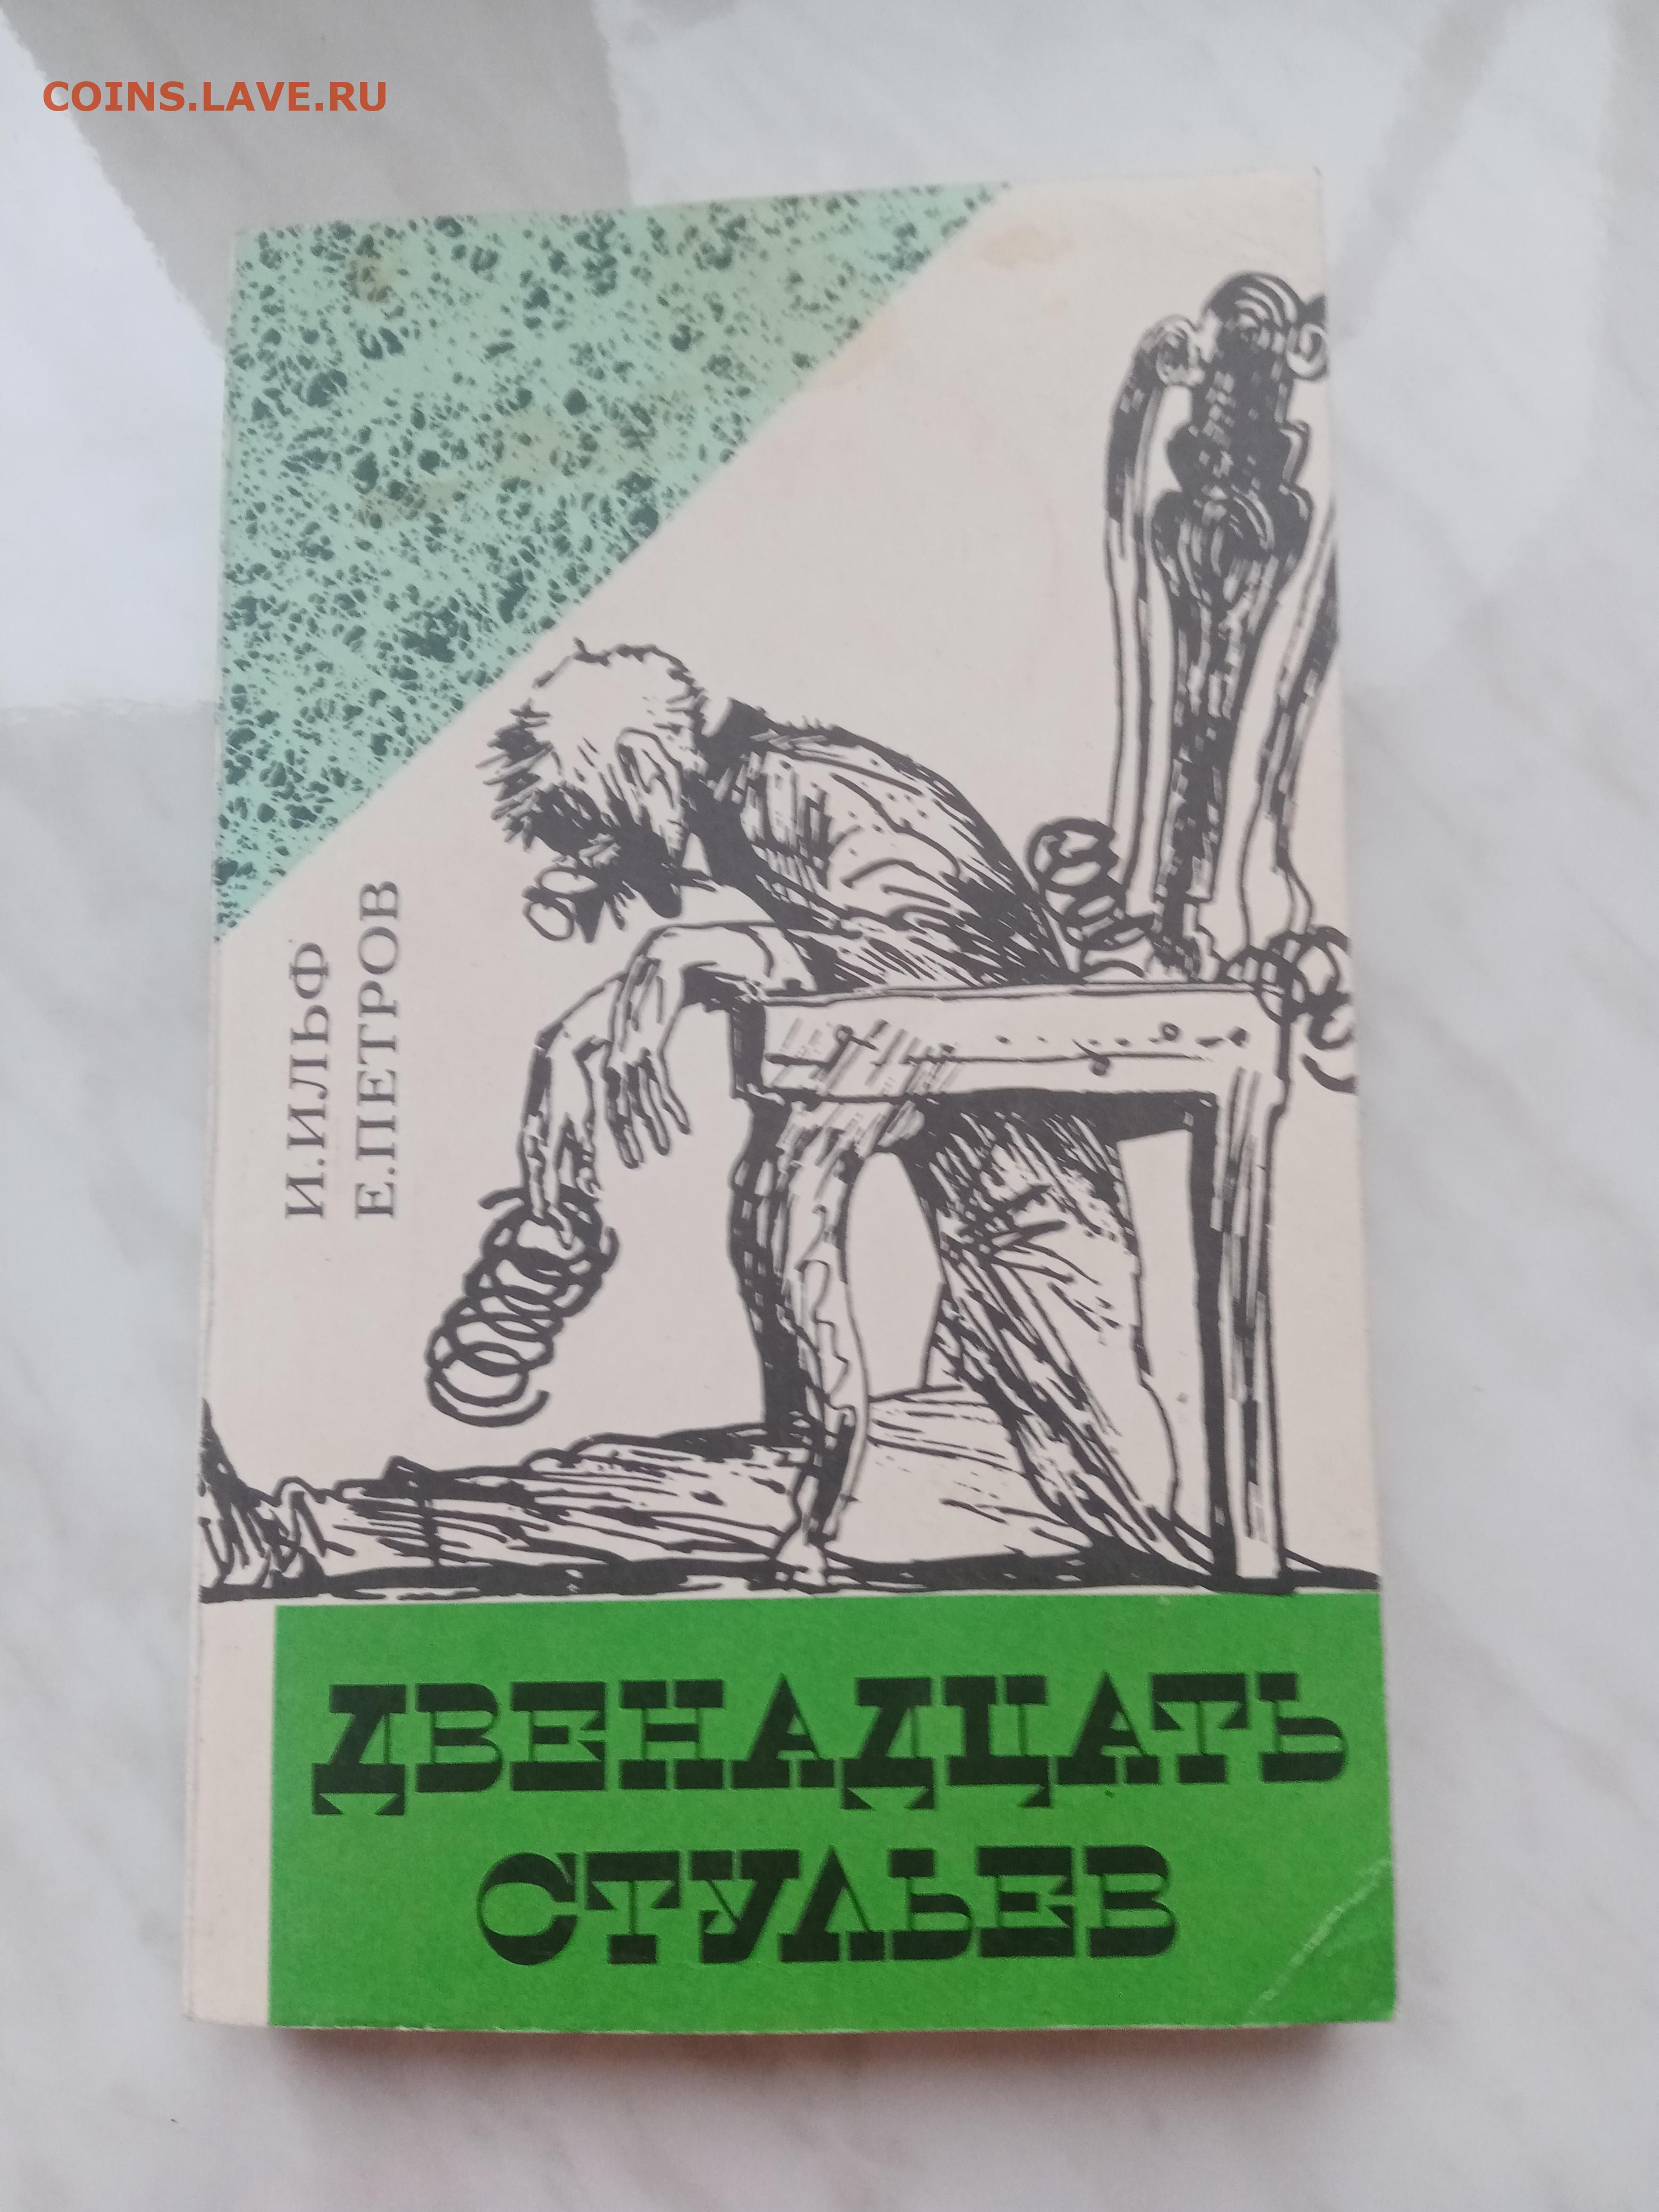 COINS.LAVE.RU
И.ИЛЬФ
Е.ПЕТРОВ
ДВЕНАДЦАТЬ
СТУЛЬЕВ